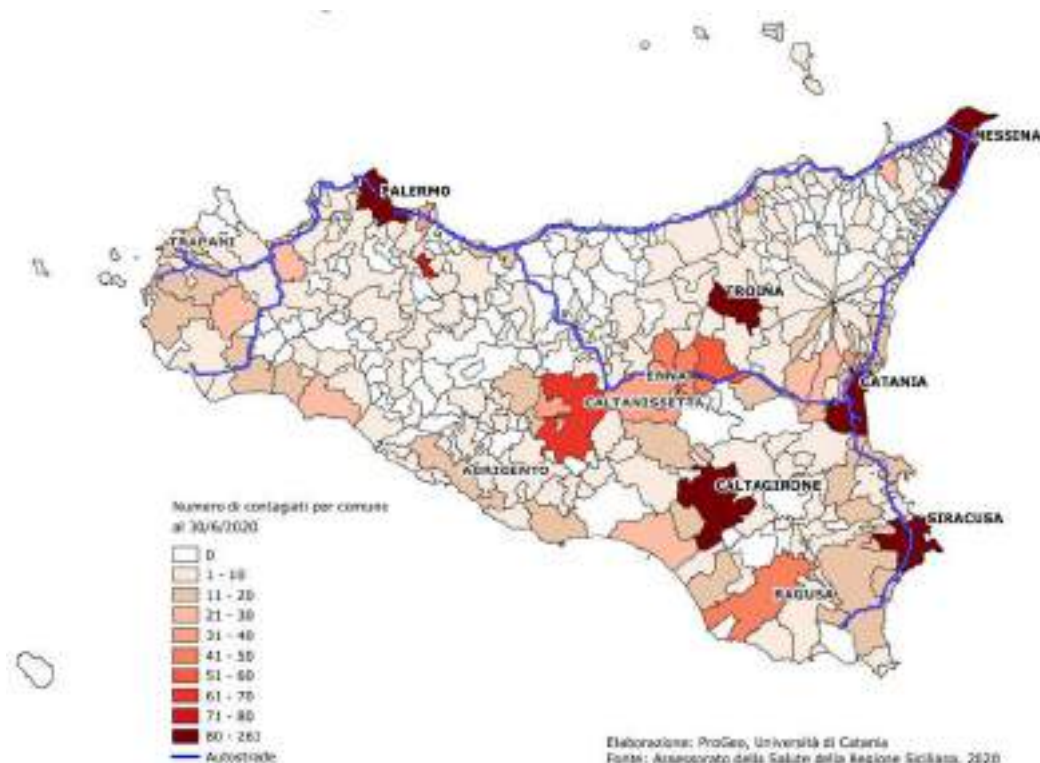 MESSINA
PALERMO
TRAPANI
TROINA
ENNA
CATANIA
CALTANISSETTA
AGRIGENTO
CALTAGIRONE
SIRACUSA
RAGUSA
Numero di contagiati per comune
al 30/6/2020
0
1 - 10
11 - 20
21 - 30
31 - 40
41 - 50
51 - 60
61 - 70
71 - 80
80 - 261
Autostrade
Elaborazione: ProGeo, Università di Catania
Fonte: Assessorato della Salute della Regione Siciliana, 2020